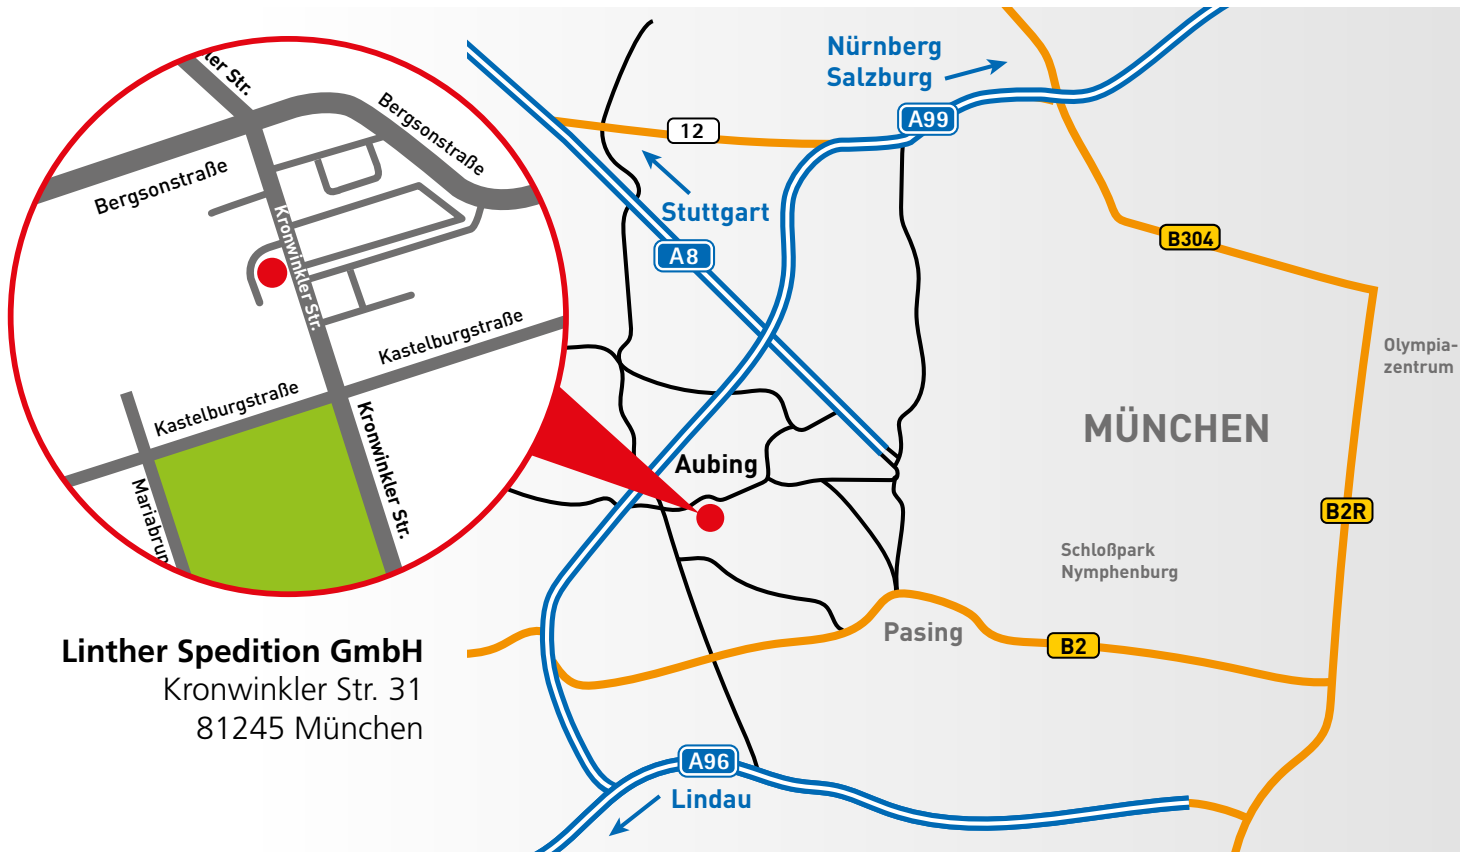 ler Str.
Bergsonstraße
Bergsonstraße
Kronwinkler Str.
Kastelburgstraße
Kastelburgstraße
Kronwinkler Str.
Mariabrun
Linther Spedition GmbH
Kronwinkler Str. 31
81245 München
Nürnberg
Salzburg
A99
12
Stuttgart
A8
B304
Olympia-
zentrum
MÜNCHEN
Aubing
B2R
Schloßpark
Nymphenburg
Pasing
B2
A96
Lindau